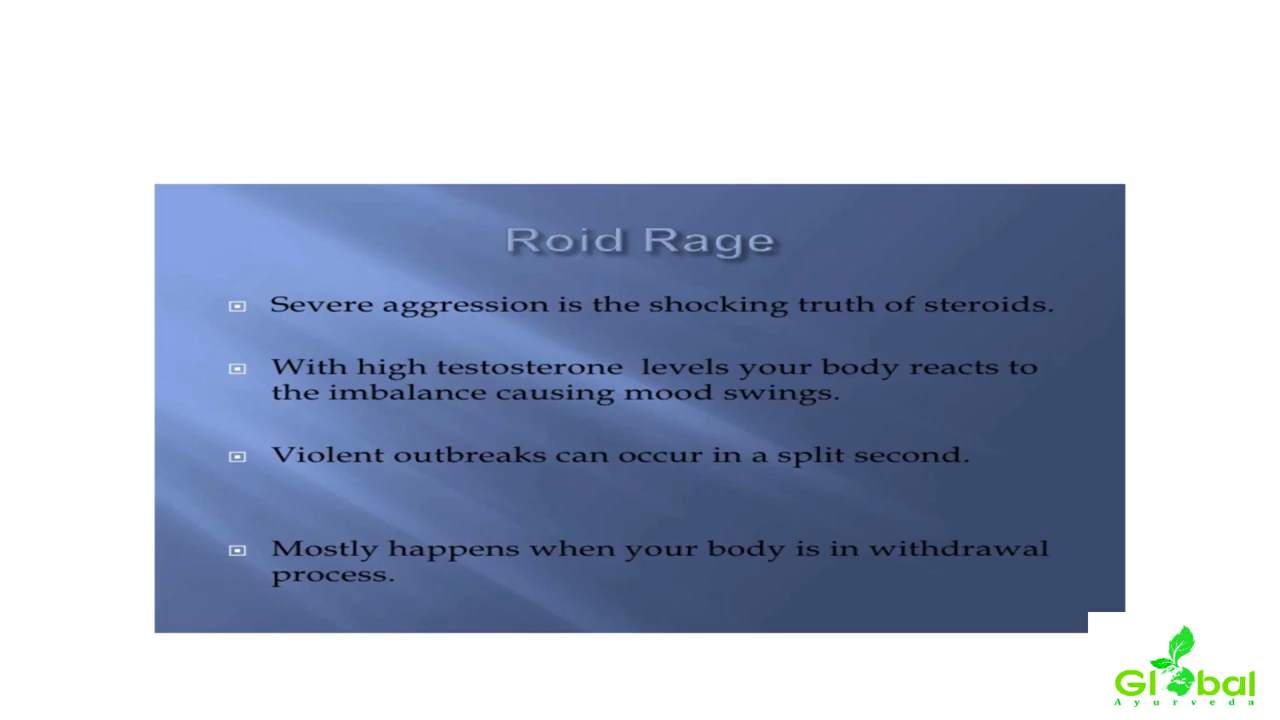 Roid Rage
Severe aggression is the shocking truth of steroids.
With high testosterone levels your body reacts to
the imbalance causing mood swings.
Violent outbreaks can occur in a split second.
Mostly happens when your body is in withdrawal
process.
Global
Ayurveda